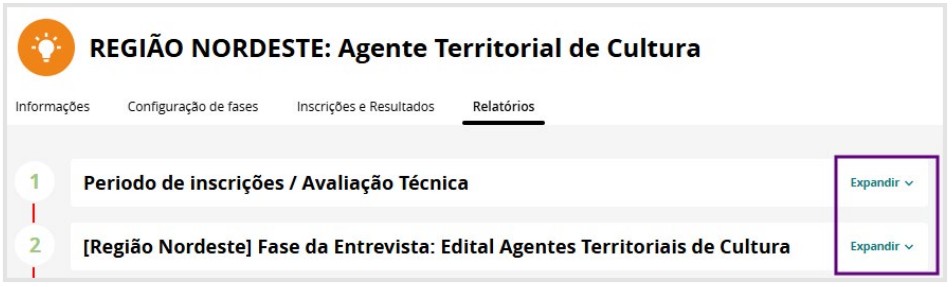 REGIÃO NORDESTE: Agente Territorial de Cultura
Informações Configuração de fases Inscrições e Resultados Relatórios
1 Periodo de inscrições / Avaliação Técnica Expandir
2 [Região Nordeste] Fase da Entrevista: Edital Agentes Territoriais de Cultura Expandir